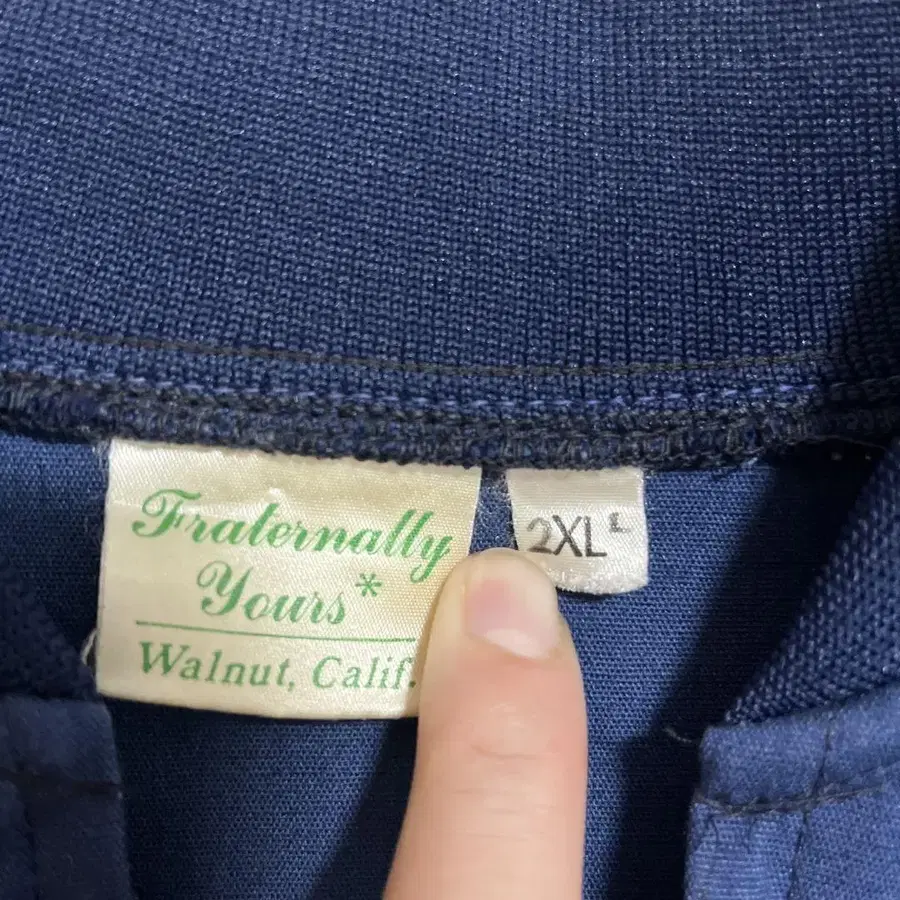 Fraternally
Yours*
Walnut, Calif.
2XL L